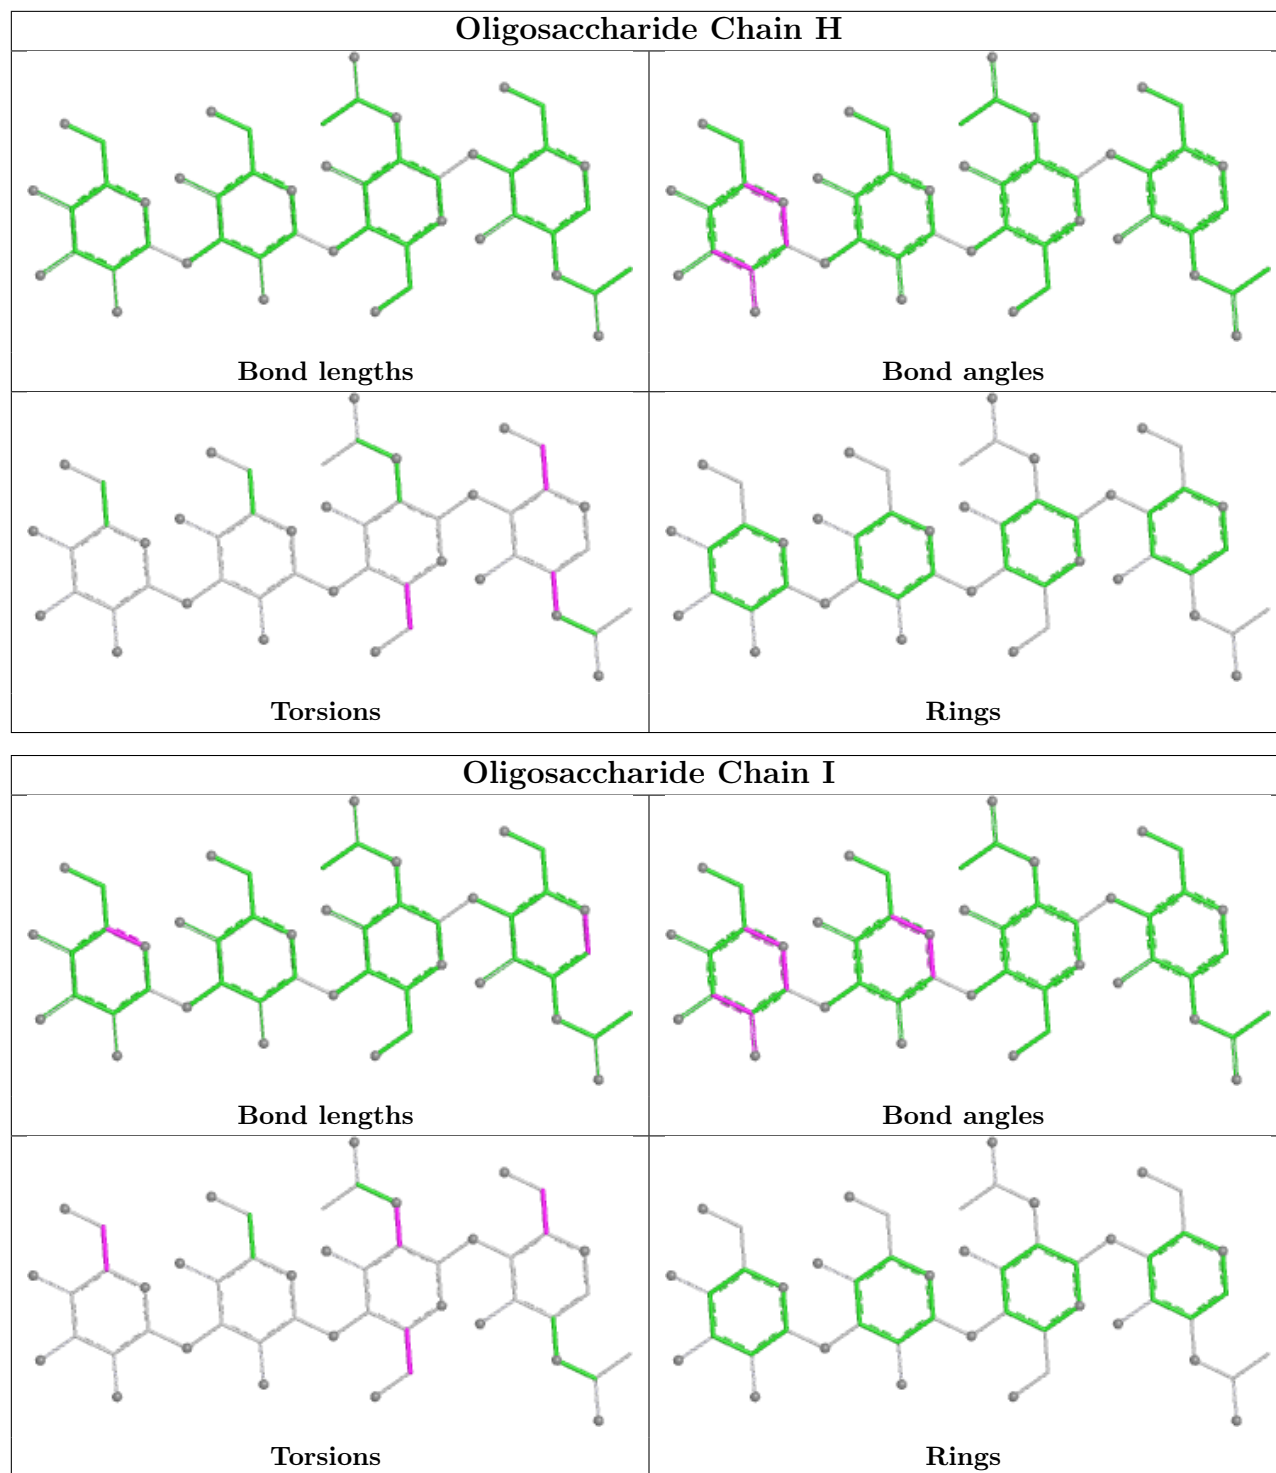 Oligosaccharide Chain H
Bond lengths
Bond angles
Torsions
Rings
Oligosaccharide Chain I
Bond lengths
Bond angles
Torsions
Rings